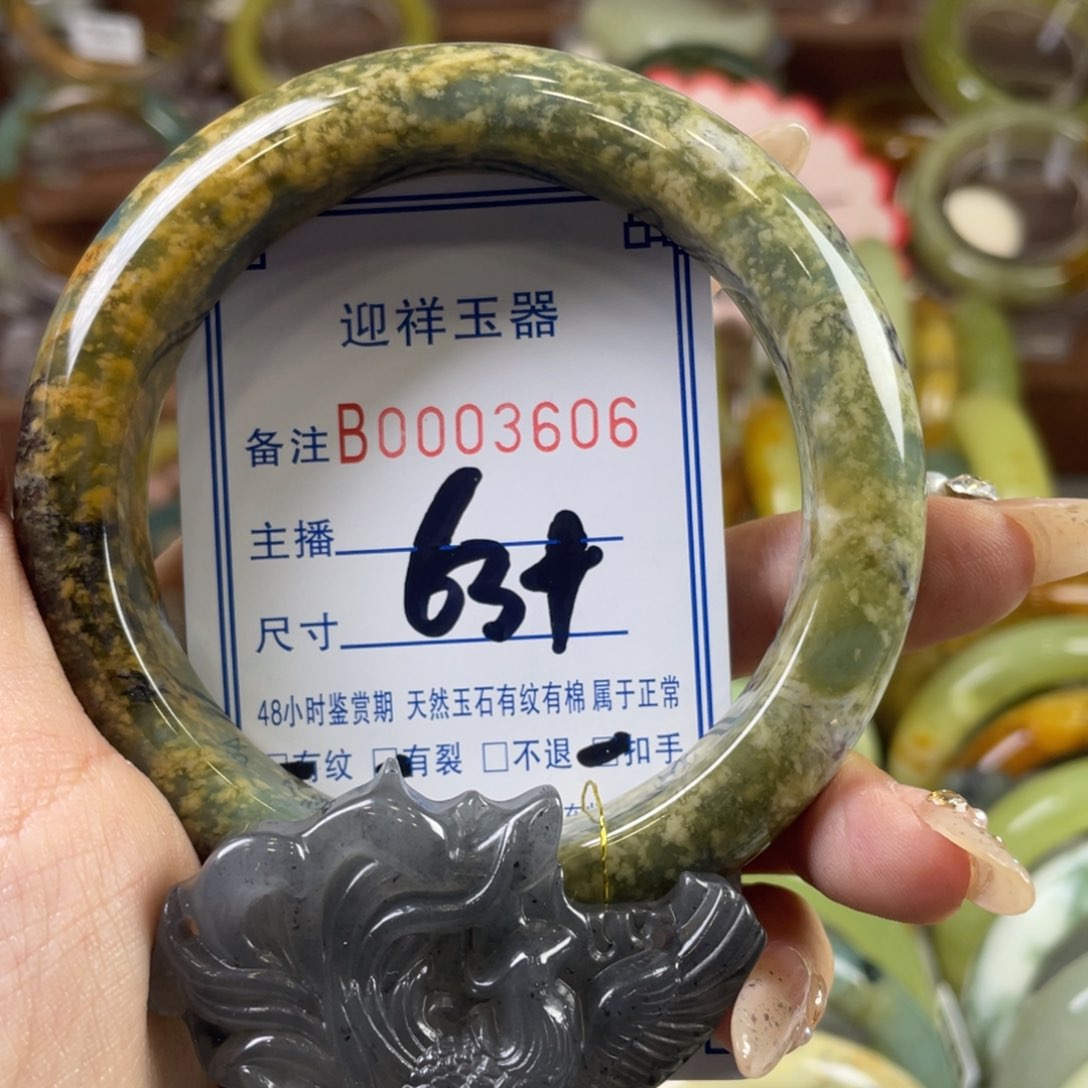 迎祥玉器
备注B0003606
主播
尺寸 63+
48小时鉴赏期 天然玉石有纹有棉 属于正常
有纹 □有裂 □不退 扣手